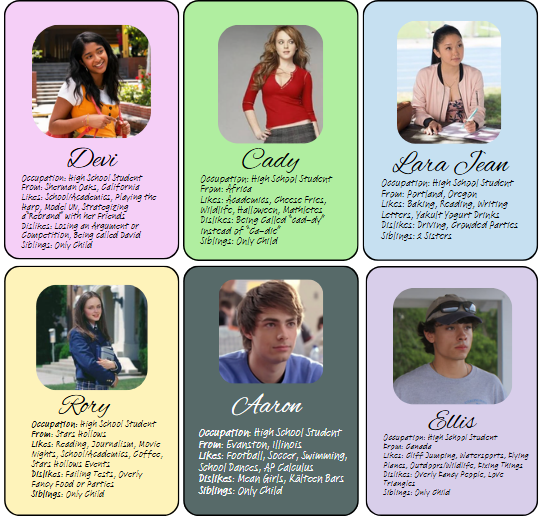 Devi
Occupation: High School Student
From: Sherman Oaks, California
Likes: School/Academics, Playing the
Harp, Model UN, Strategizing
a "Rebrand" with her Friends
Dislikes: Losing an Argument or
Competition, Being called David
Siblings: Only Child
Cady
Occupation: High School Student
From: Africa
Likes: Academics, Cheese Fries,
Wildlife, Halloween, Mathletes
Dislikes: Being Called "cad-dy"
instead of "Ca-die"
Siblings: Only Child
Lara Jean
Occupation: High School Student
From: Portland, Oregon
Likes: Baking, Reading, Writing
Letters, Yakult Yogurt Drinks
Dislikes: Driving, Crowded Parties
Siblings: 2 Sisters
Rory
Occupation: High School Student
From: Stars Hollows
Likes: Reading, Journalism, Movie
Nights, School/Academics, Coffee,
Stars Hollows Events
Dislikes: Failing Tests, Overly
Fancy Food or Parties
Siblings: Only Child
Aaron
Occupation: High School Student
From: Evanston, Illinois
Likes: Football, Soccer, Swimming,
School Dances, AP Calculus
Dislikes: Mean Girls, Kalteen Bars
Siblings: Only Child
Ellis
Occupation: High School Student
From: Canada
Likes: Cliff Jumping, Watersports, Flying
Planes, Outdoors/Wildlife, Fixing Things
Dislikes: Overly Fancy People, Love
Triangles
Siblings: Only Child